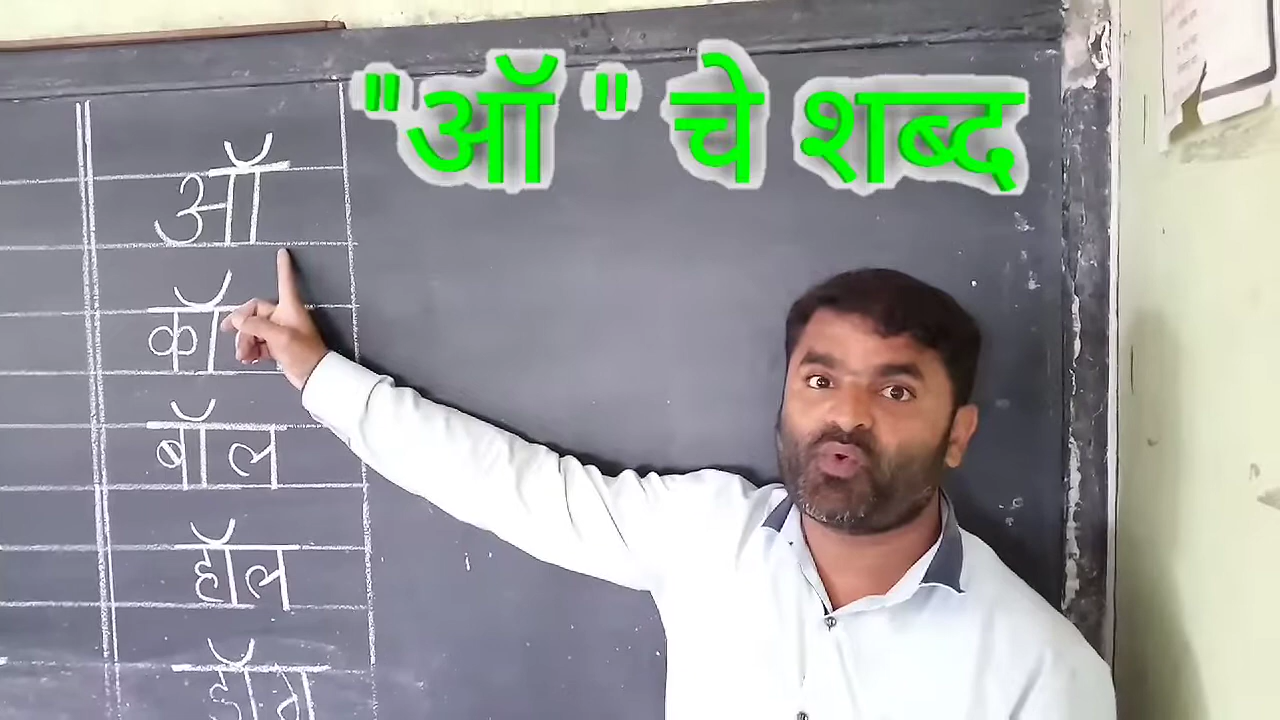 "ऑ " चे शब्द
ऑ
कॉ
बॉल
हॉल